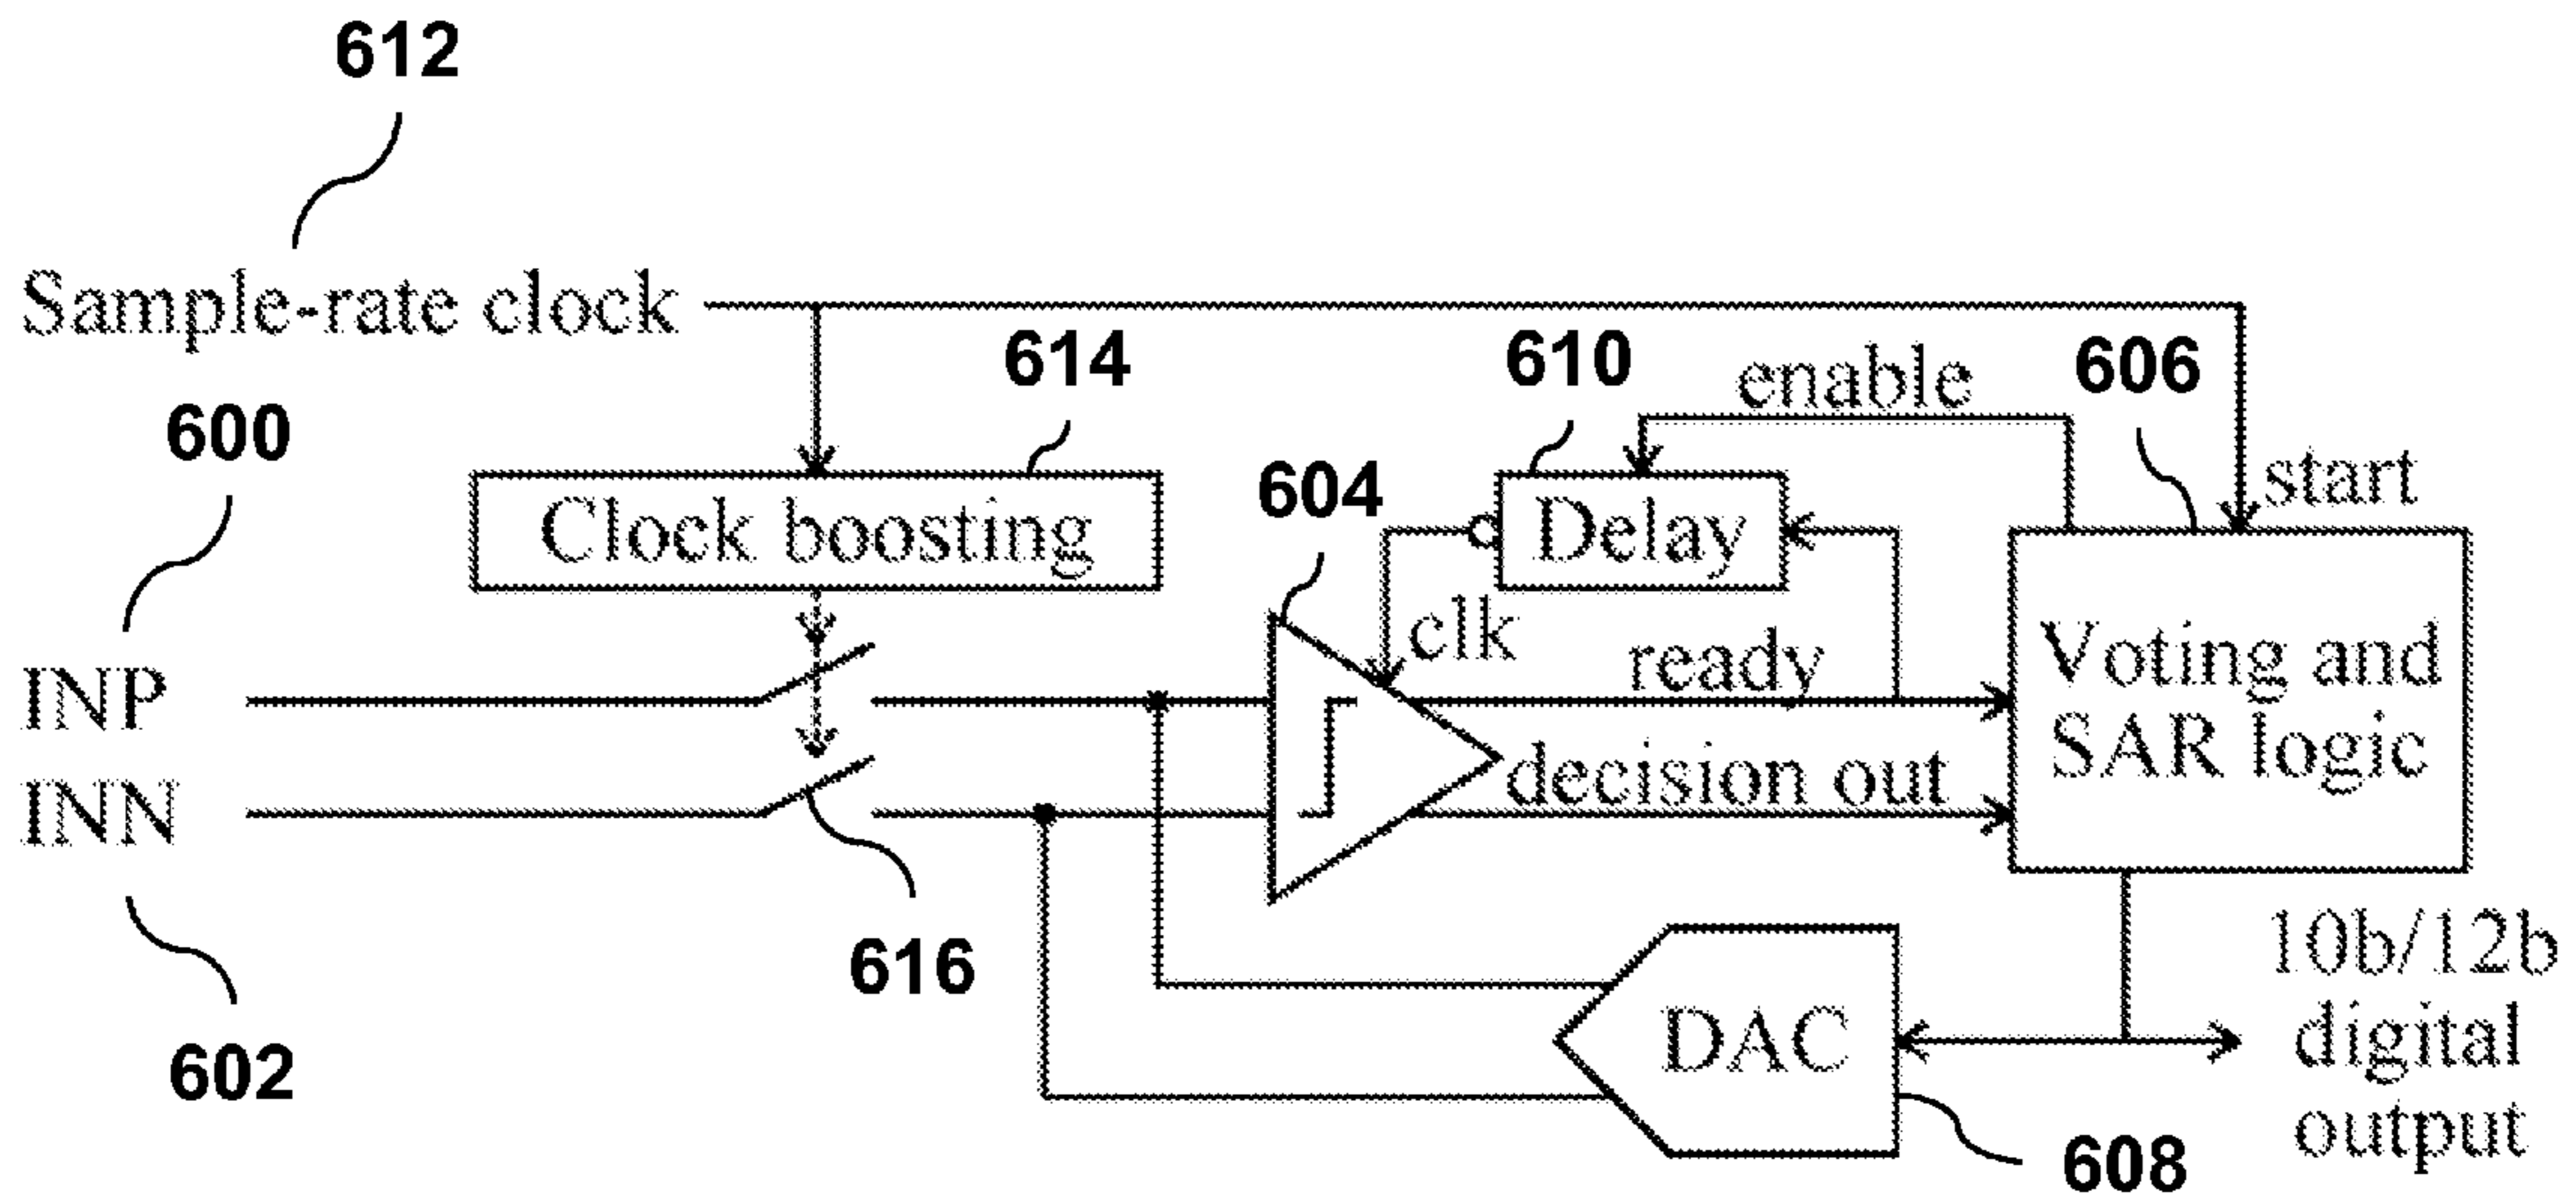 612
Sample-rate clock
600
614
610
enable
606
604
start
Clock boosting
Delay
clk
ready
INP
Voting and
SAR logic
INN
decision out
616
602
DAC
10b/12b
digital
output
608